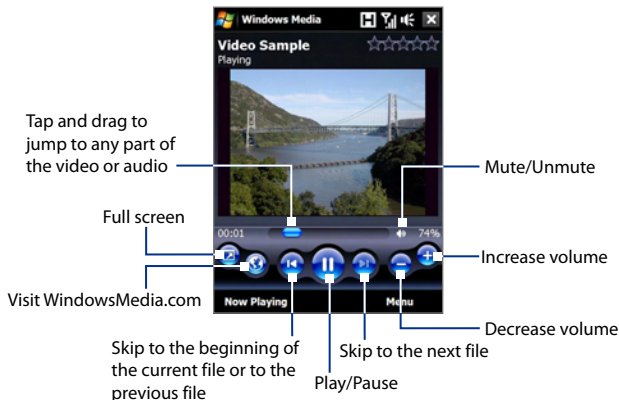 Windows Media
H
Video Sample
Playing
Tap and drag to
jump to any part of
the video or audio
Mute/Unmute
Full screen
00:01
74%
Increase volume
Visit WindowsMedia.com
Now Playing
Menu
Decrease volume
Skip to the beginning of
the current file or to the
previous file
Skip to the next file
Play/Pause